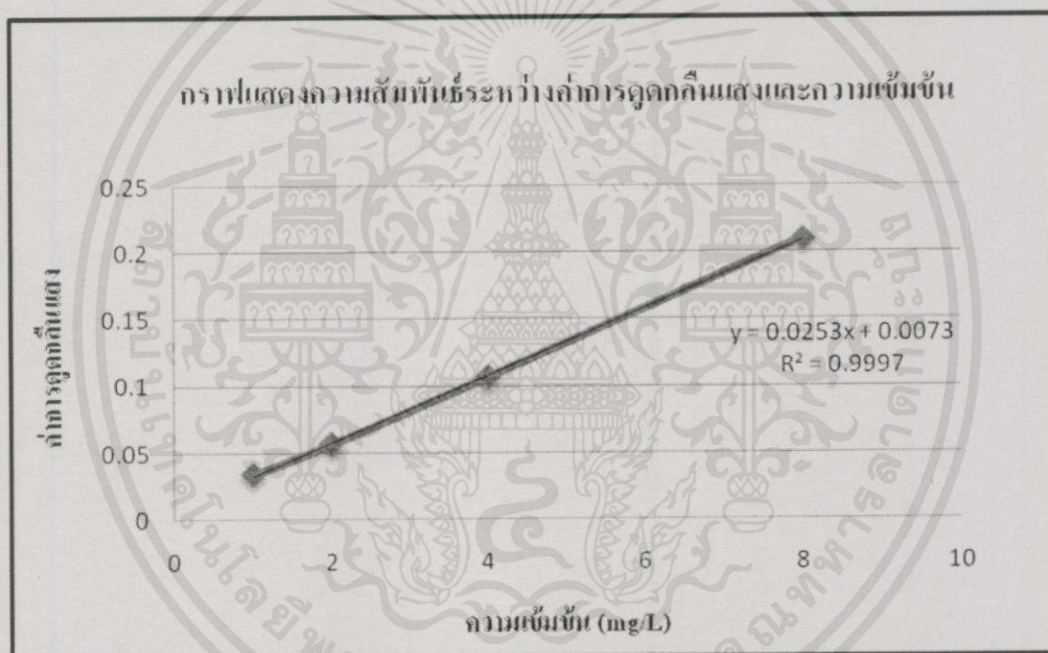 กราฟแสดงความสัมพันธ์ระหว่างค่าการดูดกลืนแสงและความเข้มข้น
0.25
0.2
0.15
0.1
0.05
0
ค่าการดูดกลืนแสง
y = 0.0253x + 0.0073
R² = 0.9997
0 2 4 6 8 10
ความเข้มข้น (mg/L)